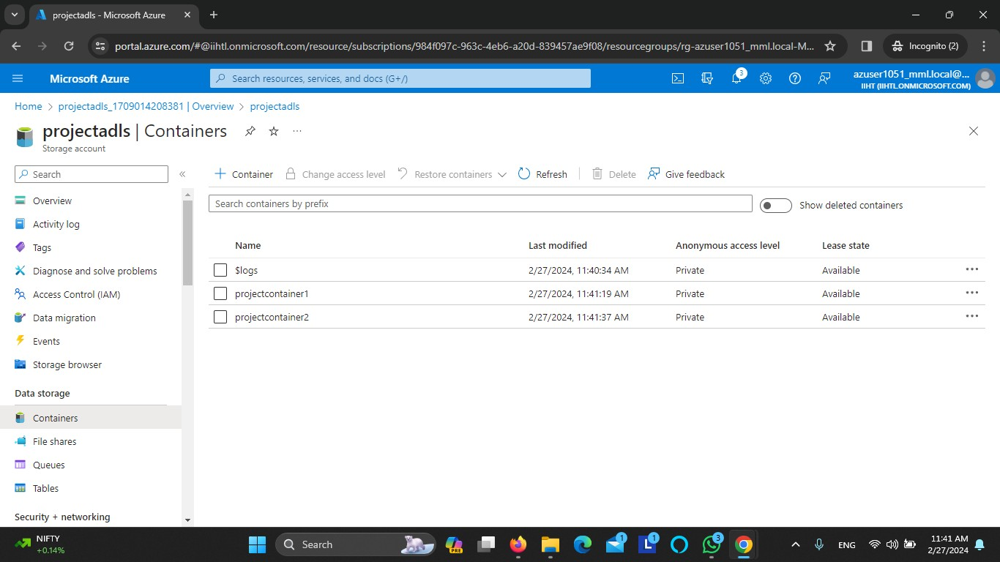 projectadls - Microsoft Azure
portal.azure.com/#@iihtl.onmicrosoft.com/resource/subscriptions/984f097c-963c-4eb6-a20d-839457ae9f08/resourcegroups/rg-azuser1051_mml.local-M...
Incognito (2)
Microsoft Azure
Search resources, services, and docs (G+/)
3
azuser1051_mml.local@...
IIHT (IIHTL.ONMICROSOFT.COM)
Home > projectadls_1709014208381 | Overview > projectadls
projectadls | Containers
...
Storage account
Search
Container
Change access level
Restore containers
Refresh
Delete
Give feedback
Search containers by prefix
Show deleted containers
Overview
Activity log
Tags
Diagnose and solve problems
Access Control (IAM)
Data migration
Events
Storage browser
Data storage
Containers
File shares
Queues
Tables
Security + networking
Name Last modified Anonymous access level Lease state
$logs 2/27/2024, 11:40:34 AM Private Available
projectcontainer1 2/27/2024, 11:41:19 AM Private Available
projectcontainer2 2/27/2024, 11:41:37 AM Private Available
NIFTY
+0.14%
Search
PRE
1
L
1
3
ENG
11:41 AM
2/27/2024